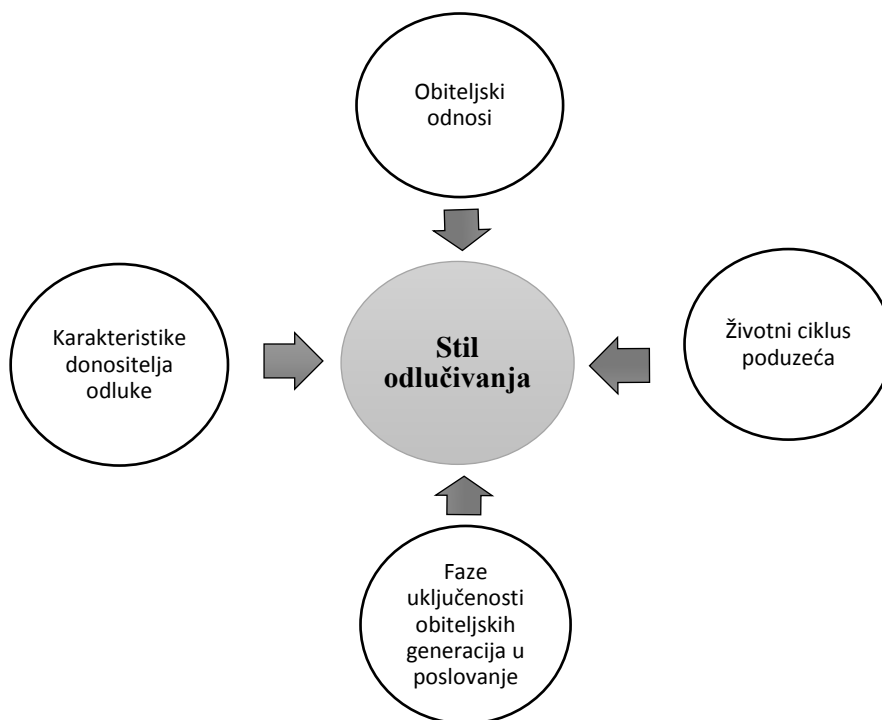 Obiteljski
odnosi
Karakteristike
donositelja
odluke
Stil
odlučivanja
Životni ciklus
poduzeća
Faze
uključenosti
obiteljskih
generacija u
poslovanje